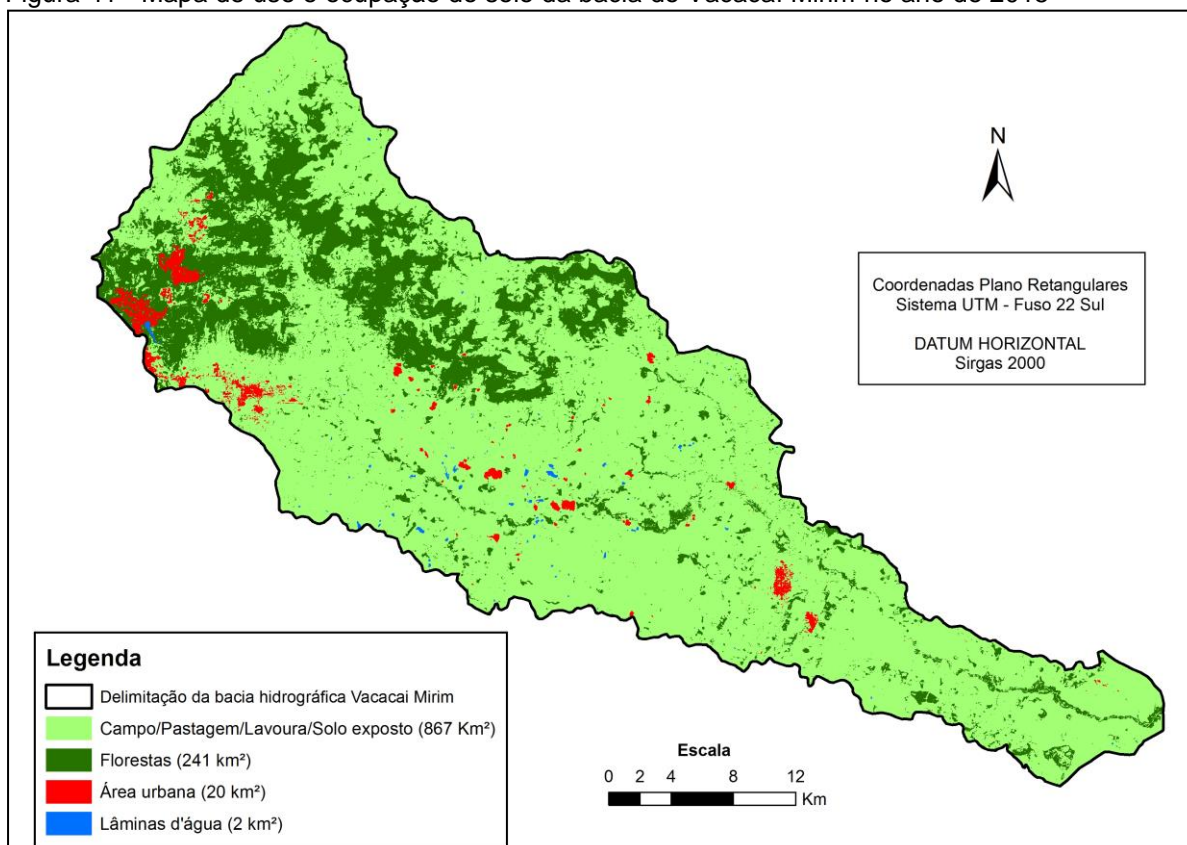 N
Coordenadas Plano Retangulares
Sistema UTM - Fuso 22 Sul
DATUM HORIZONTAL
Sirgas 2000
Legenda
Delimitação da bacia hidrográfica Vacacai Mirim
Campo/Pastagem/Lavoura/Solo exposto (867 Km²)
Florestas (241 km²)
Área urbana (20 km²)
Lâminas d'água (2 km²)
Escala
0 2 4 8 12
Km